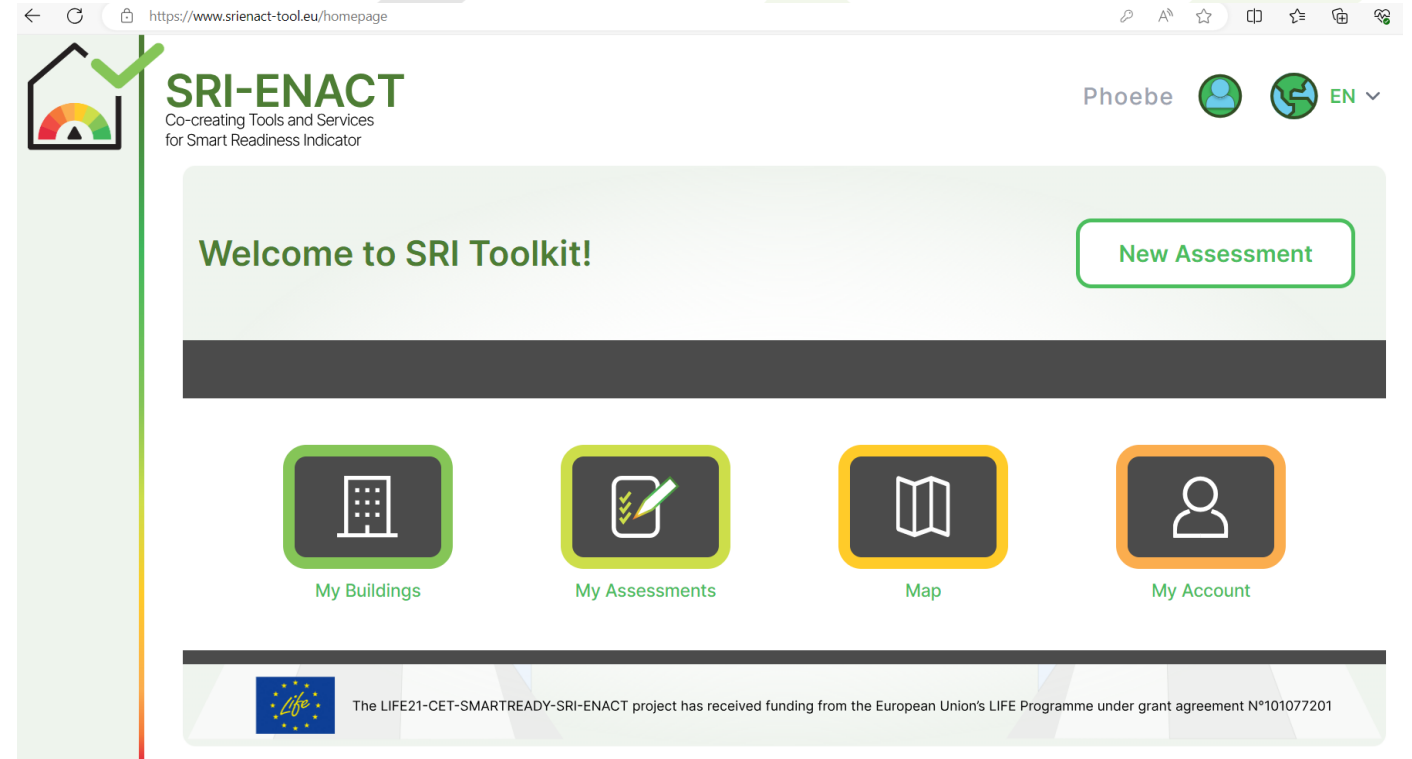 https://www.srienact-tool.eu/homepage
SRI-ENACT
Co-creating Tools and Services
for Smart Readiness Indicator
Phoebe
EN
Welcome to SRI Toolkit!
New Assessment
My Buildings
My Assessments
Map
My Account
Life
The LIFE21-CET-SMARTREADY-SRI-ENACT project has received funding from the European Union's LIFE Programme under grant agreement N°101077201